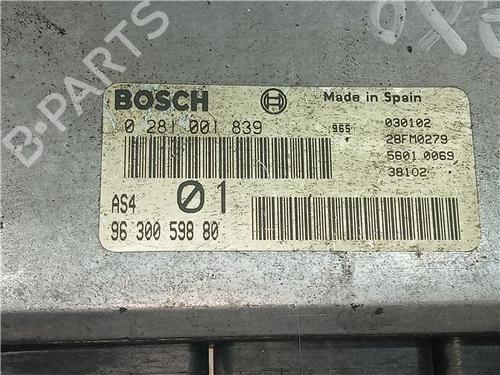 B-PARTS
BOSCH Made in Spain
0 281 001 839 965 030102
28FM0279
5601 0069
38102
AS4 01
96 300 598 80